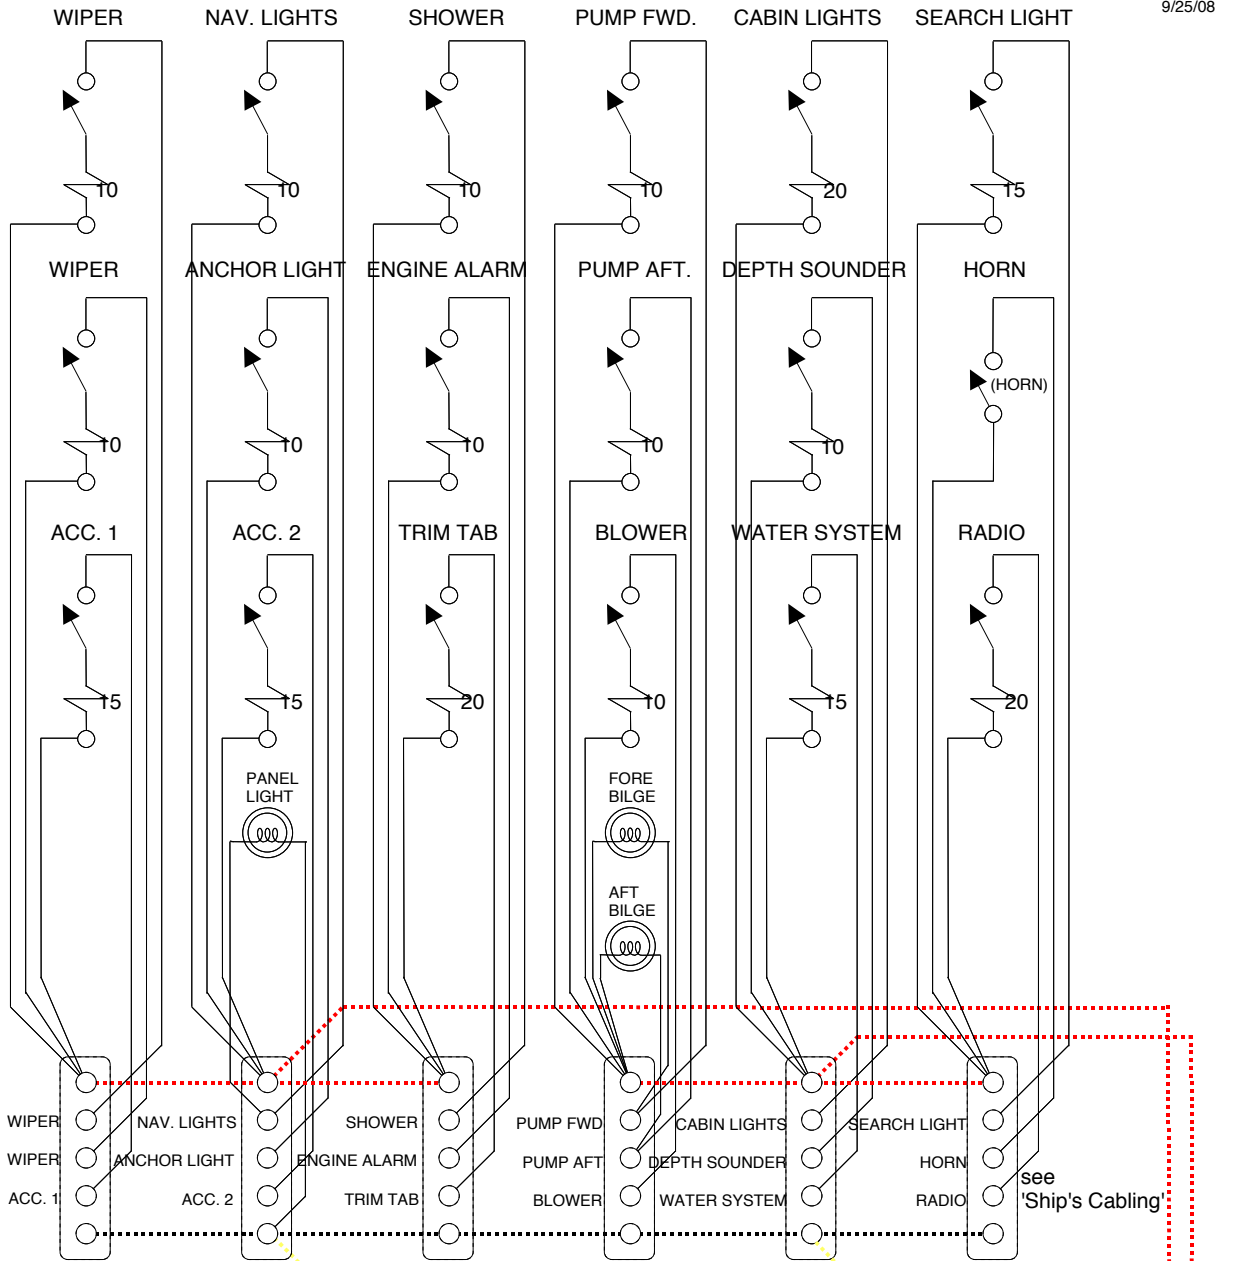 9/25/08
WIPER NAV. LIGHTS SHOWER PUMP FWD. CABIN LIGHTS SEARCH LIGHT
10 10 10 10 20 15
WIPER ANCHOR LIGHT ENGINE ALARM PUMP AFT. DEPTH SOUNDER HORN
(HORN)
10 10 10 10 10
ACC. 1 ACC. 2 TRIM TAB BLOWER WATER SYSTEM RADIO
15 15 20 10 15 20
PANEL
LIGHT
FORE
BILGE
AFT
BILGE
WIPER NAV. LIGHTS SHOWER PUMP FWD CABIN LIGHTS SEARCH LIGHT
WIPER ANCHOR LIGHT ENGINE ALARM PUMP AFT DEPTH SOUNDER HORN
ACC. 1 ACC. 2 TRIM TAB BLOWER WATER SYSTEM RADIO
see
'Ship's Cabling'